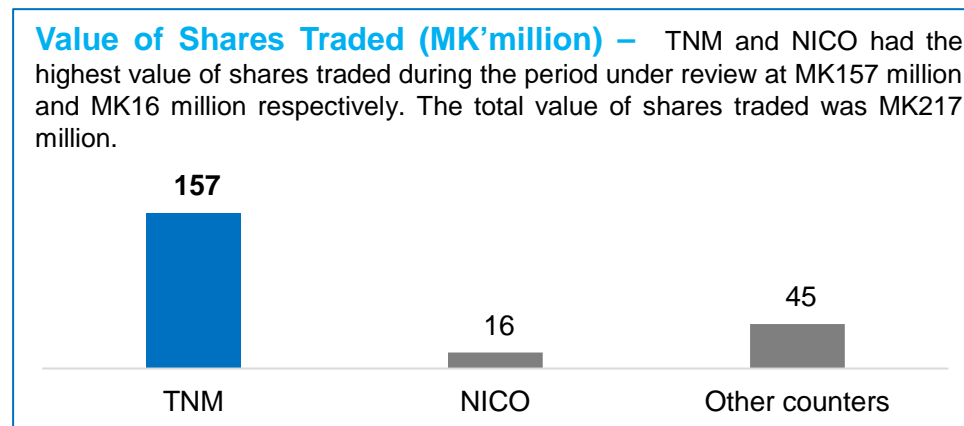 Value of Shares Traded (MK’million) – TNM and NICO had the
highest value of shares traded during the period under review at MK157 million
and MK16 million respectively. The total value of shares traded was MK217
million.
157
16
45
TNM
NICO
Other counters